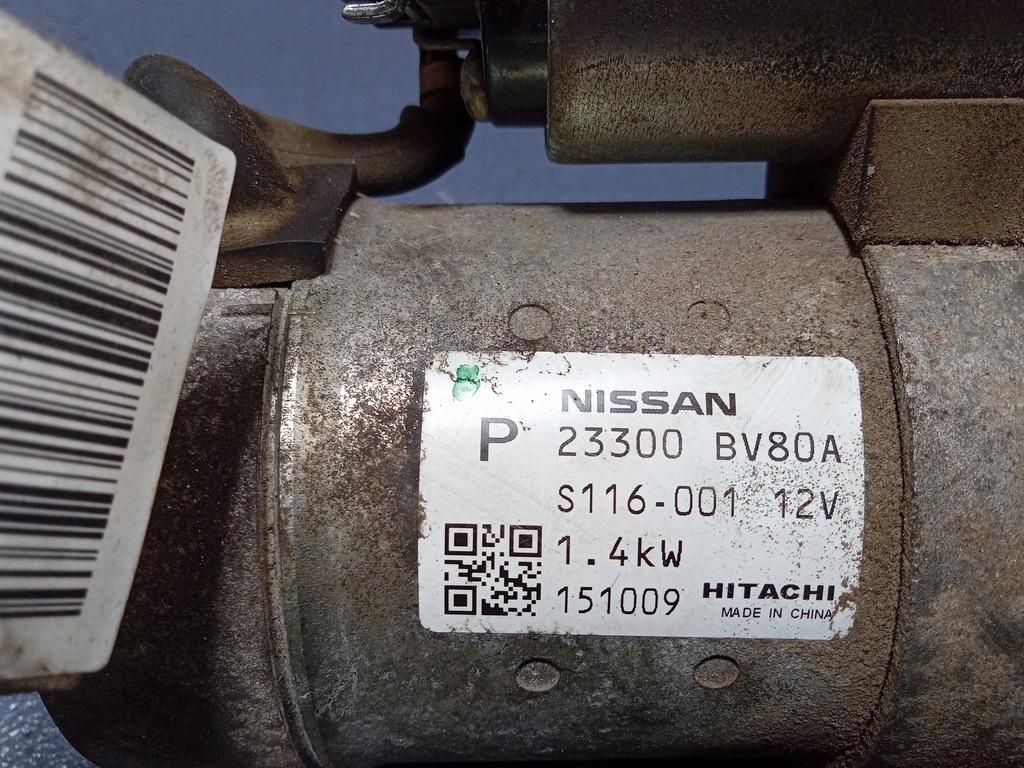 NISSAN
P
23300 BV80A
S116-001 12V
1.4kW
151009
HITACHI
MADE IN CHINA